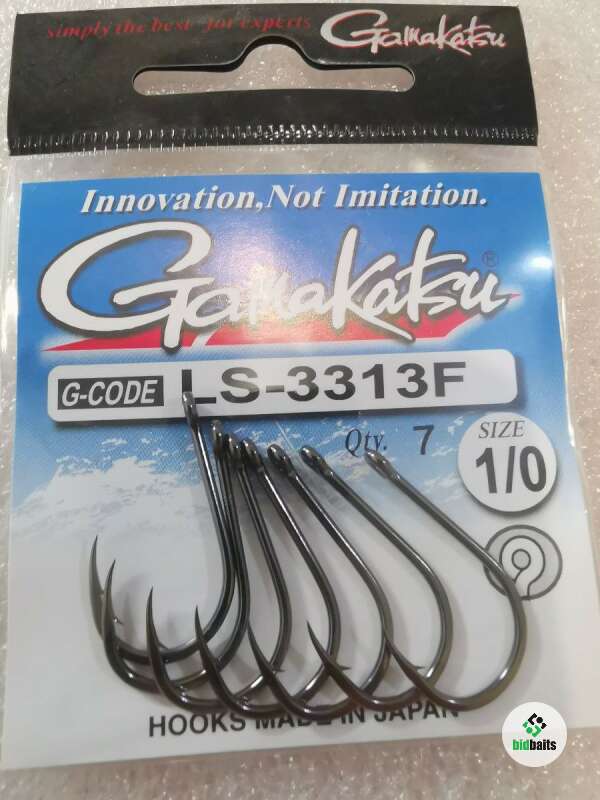 simply the best for experts Gamakatsu
Innovation, Not Imitation.
Gamakatsu®
G-CODE LS-3313F
Qty. 7 SIZE
1/0
HOOKS MADE IN JAPAN
bidbaits